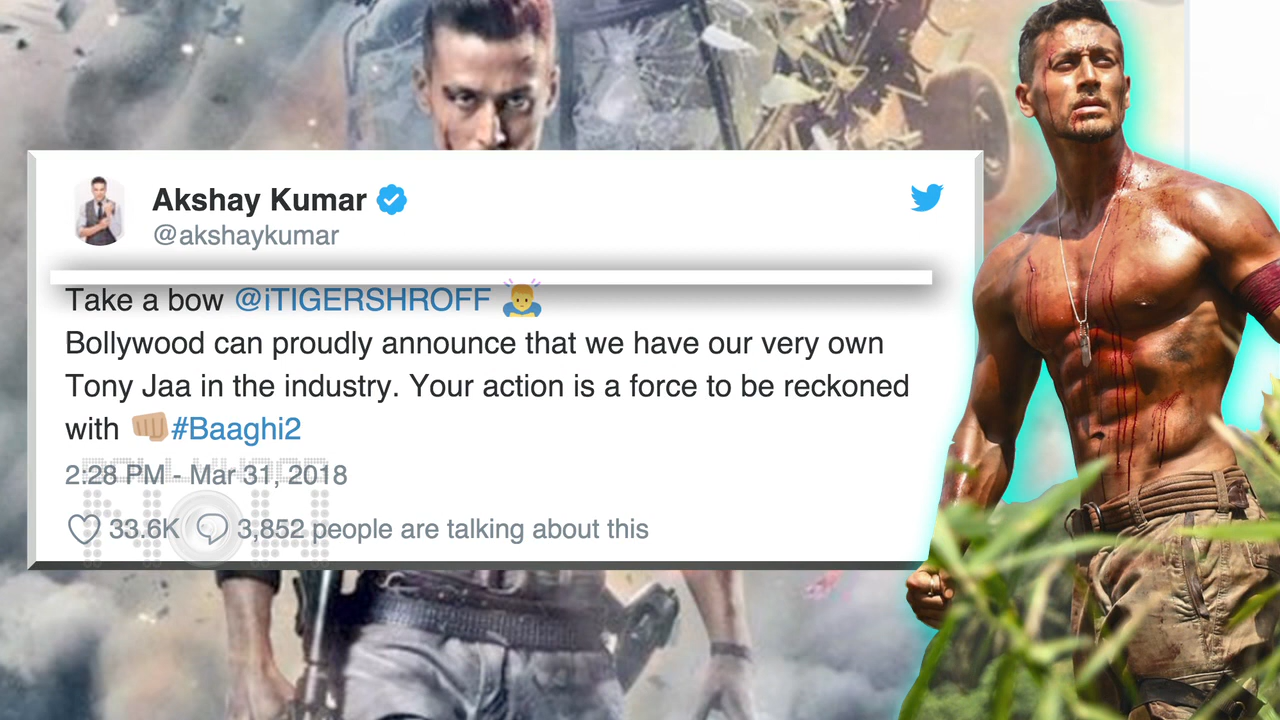 Akshay Kumar
@akshaykumar
Take a bow @iTIGERSHROFF 🙇‍♂️
Bollywood can proudly announce that we have our very own
Tony Jaa in the industry. Your action is a force to be reckoned
with 👊🏼#Baaghi2
2:28 PM - Mar 31, 2018
33.6K 3,852 people are talking about this